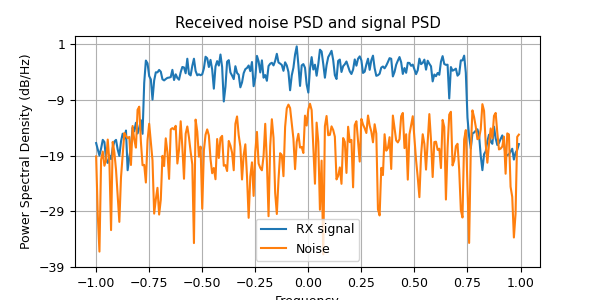 Received noise PSD and signal PSD
Power Spectral Density (dB/Hz)
1
−9
−19
−29
−39
RX signal
Noise
−1.00 −0.75 −0.50 −0.25 0.00 0.25 0.50 0.75 1.00
Frequency